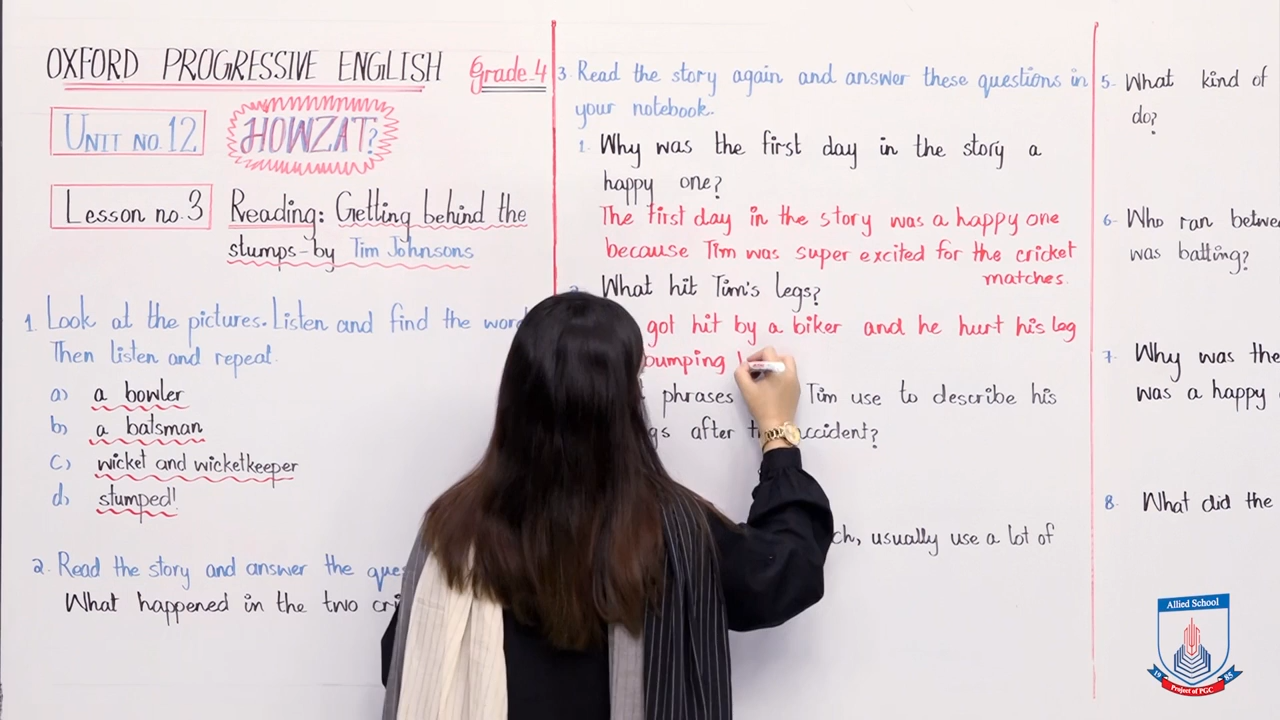 OXFORD PROGRESSIVE ENGLISH Grade-4
UNIT NO. 12 HOWZAT?
Lesson no. 3 Reading: Getting behind the
stumps - by Tim Johnsons
1. Look at the pictures. Listen and find the
Then listen and repeat.
a) a bowler
b) a batsman
c) wicket and wicketkeeper
d) stumped!
2. Read the story and answer the
What happened in the two
3. Read the story again and answer these questions in
your notebook.
1. Why was the first day in the story a
happy one?
The first day in the story was a happy one
because Tim was super excited for the cricket
matches.
What hit Tim's legs?
got hit by a biker and he hurt his leg
bumping
phrases Tim use to describe his
after accident?
usually use a lot of
5. What kind of
do?
6. Who ran
was batting?
7. Why was the
was a happy
8. What did the
Allied School
1985
Project of PGC